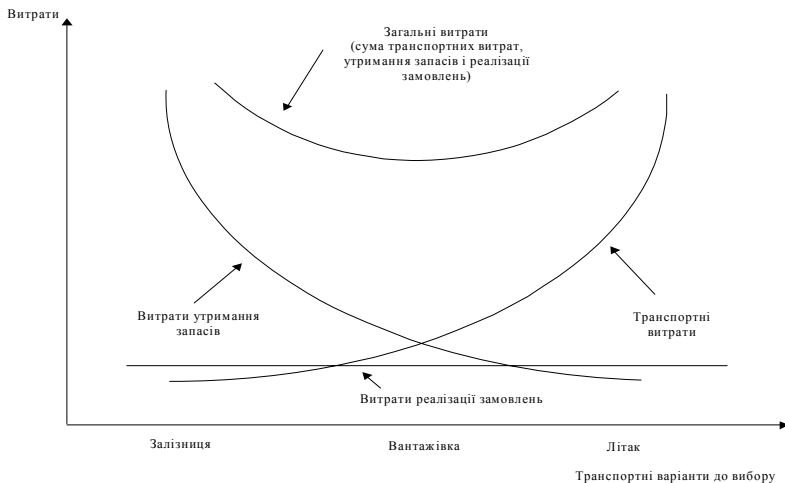 Витрати
Загальні витрати
(сума транспортних витрат,
утримання запасів і реалізації
замовлень)
Витрати утримання
запасів
Транспортні
витрати
Витрати реалізації замовлень
Залізниця
Вантажівка
Літак
Транспортні варіанти до вибору